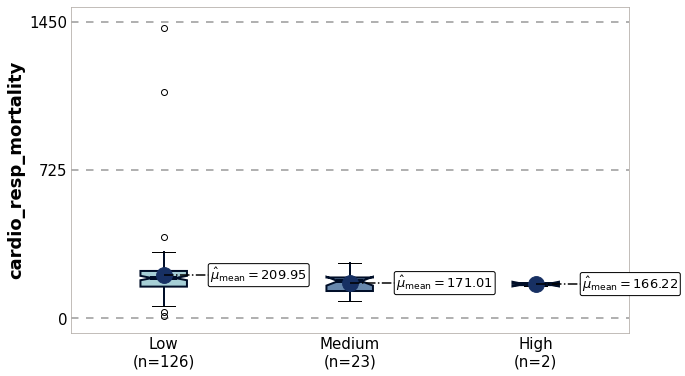 cardio_resp_mortality
1450
725
0
μ̂mean = 209.95
μ̂mean = 171.01
μ̂mean = 166.22
Low
(n=126)
Medium
(n=23)
High
(n=2)